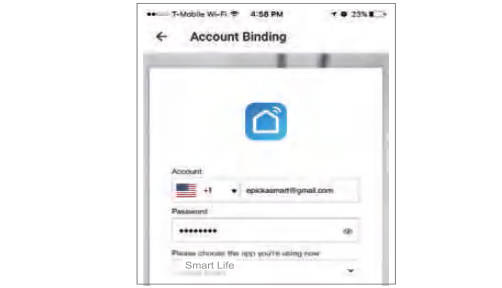 T-Mobile Wi-Fi 4:58 PM 23%
← Account Binding
Account
+1 epickasmart@gmail.com
Password
••••••••
Please choose the app you're using now
Smart Life